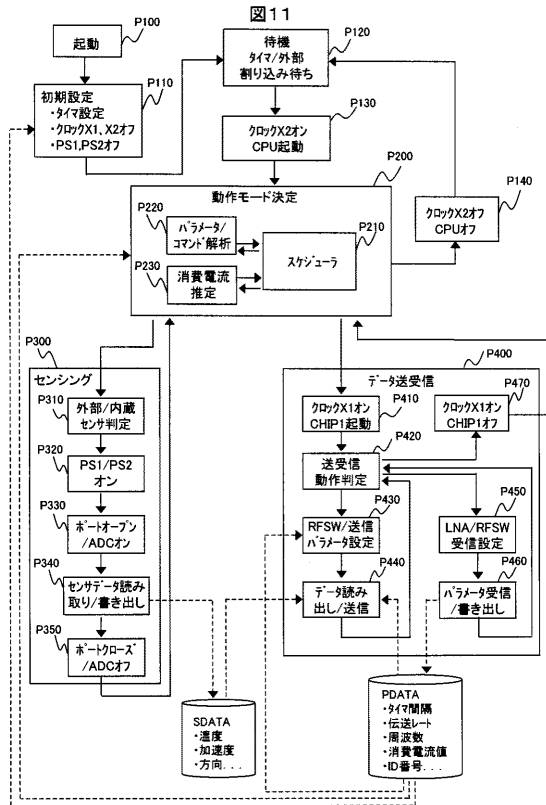 図11
P100
起動
P110
初期設定
・タイマ設定
・クロックX1、X2オフ
・PS1,PS2オフ
P120
待機
タイマ/外部
割り込み待ち
P130
クロックX2オン
CPU起動
P200
動作モード決定
P220
パラメータ/
コマンド解析
P210
スケジューラ
P230
消費電流
推定
P140
クロックX2オフ
CPUオフ
P300
センシング
P310
外部/内蔵
センサ判定
P320
PS1/PS2
オン
P330
ポートオープン
/ADCオン
P340
センサデータ読み
取り/書き出し
P350
ポートクローズ
/ADCオフ
P400
データ送受信
クロックX1オン
CHIP1起動
P410
クロックX1オン
CHIP1オフ
P470
P420
送受信
動作判定
P430
RFSW/送信
パラメータ設定
P450
LNA/RFSW
受信設定
P440
データ読み
出し/送信
P460
パラメータ受信
/書き出し
SDATA
・温度
・加速度
・方向...
PDATA
・タイマ間隔
・伝送レート
・周波数
・消費電流値
・ID番号...